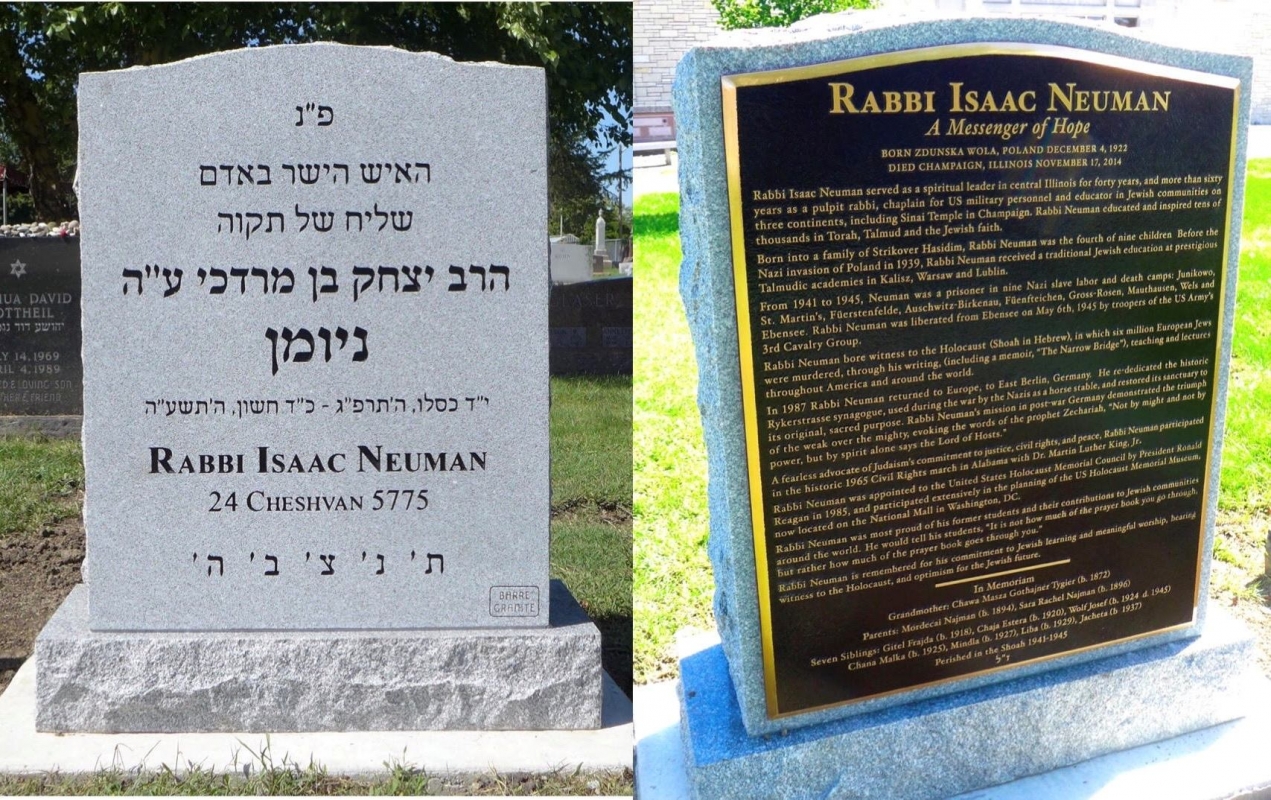 פ"נ
האיש הישר באדם
שליח של תקוה
הרב יצחק בן מרדכי ע"ה
ניומן
י"ד כסלו, ה'תרפ"ג - כ"ד חשון, ה'תשע"ה
RABBI ISAAC NEUMAN
24 CHESHVAN 5775
ת' נ' צ' ב' ה'
BARRE
GRANITE
UA DAVID
OTTHEIL
יהושע דוד
Y 14, 1969
IL 4, 1989
LOVING SON
THER & FRIEND
LASER
RABBI ISAAC NEUMAN
A Messenger of Hope
BORN ZDUNSKA WOLA, POLAND DECEMBER 4, 1922
DIED CHAMPAIGN, ILLINOIS NOVEMBER 17, 2014
Rabbi Isaac Neuman served as a spiritual leader in central Illinois for forty years, and more than sixty
years as a pulpit rabbi, chaplain for US military personnel and educator in Jewish communities on
three continents, including Sinai Temple in Champaign. Rabbi Neuman educated and inspired tens of
thousands in Torah, Talmud and the Jewish faith.
Born into a family of Strikover Hasidim, Rabbi Neuman was the fourth of nine children. Before the
Nazi invasion of Poland in 1939, Rabbi Neuman received a traditional Jewish education at prestigious
Talmudic academies in Kalisz, Warsaw and Lublin.
From 1941 to 1945, Neuman was a prisoner in nine Nazi slave labor and death camps: Junikowo,
St. Martin's, Füerstenfelde, Auschwitz-Birkenau, Füenfteichen, Gross-Rosen, Mauthausen, Wels and
Ebensee. Rabbi Neuman was liberated from Ebensee on May 6th, 1945 by troopers of the US Army's
3rd Cavalry Group.
Rabbi Neuman bore witness to the Holocaust (Shoah in Hebrew), in which six million European Jews
were murdered, through his writing, (including a memoir, "The Narrow Bridge"), teaching and lectures
throughout America and around the world.
In 1987 Rabbi Neuman returned to Europe, to East Berlin, Germany. He re-dedicated the historic
Rykerstrasse synagogue, used during the war by the Nazis as a horse stable, and restored its sanctuary to
its original, sacred purpose. Rabbi Neuman's mission in post-war Germany demonstrated the triumph
of the weak over the mighty, evoking the words of the prophet Zechariah, "Not by might and not by
power, but by spirit alone says the Lord of Hosts."
A fearless advocate of Judaism's commitment to justice, civil rights, and peace, Rabbi Neuman participated
in the historic 1965 Civil Rights march in Alabama with Dr. Martin Luther King, Jr.
Rabbi Neuman was appointed to the United States Holocaust Memorial Council by President Ronald
Reagan in 1985, and participated extensively in the planning of the US Holocaust Memorial Museum,
now located on the National Mall in Washington, DC.
Rabbi Neuman was most proud of his former students and their contributions to Jewish communities
around the world. He would tell his students, "It is not how much of the prayer book you go through,
but rather how much of the prayer book goes through you."
Rabbi Neuman is remembered for his commitment to Jewish learning and meaningful worship, bearing
witness to the Holocaust, and optimism for the Jewish future.
In Memoriam
Grandmother: Chawa Masza Gothajner Tygier (b. 1872)
Parents: Mordecai Najman (b. 1894), Sara Rachel Najman (b. 1896)
Seven Siblings: Gitel Frajda (b. 1918), Chaja Estera (b. 1920), Wolf Josef (b. 1924 d. 1945)
Chana Malka (b. 1925), Mindla (b. 1927), Liba (b. 1929), Jacheta (b. 1937)
Perished in the Shoah 1941-1945
ז"ל